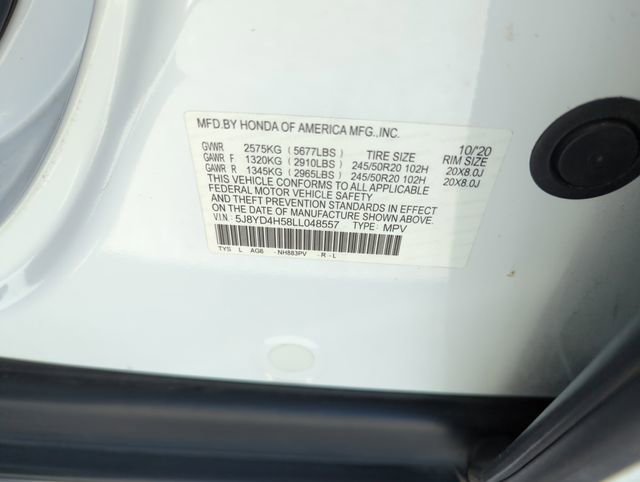 MFD.BY HONDA OF AMERICA MFG.,INC. 10/20
GVWR 2575KG (5677LBS) TIRE SIZE RIM SIZE
GAWR F 1320KG (2910LBS) 245/50R20 102H 20X8.0J
GAWR R 1345KG (2965LBS) 245/50R20 102H 20X8.0J
THIS VEHICLE CONFORMS TO ALL APPLICABLE
FEDERAL MOTOR VEHICLE SAFETY
AND THEFT PREVENTION STANDARDS IN EFFECT
ON THE DATE OF MANUFACTURE SHOWN ABOVE.
V.I.N: 5J8YD4H58LL048557 TYPE: MPV
TYS L AG6 -NH883PV -R -L